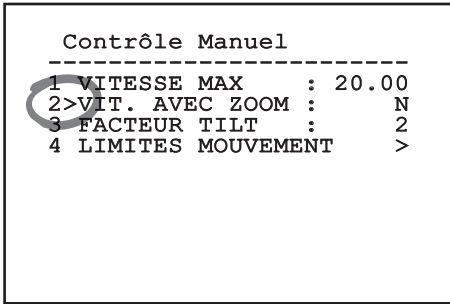 Contrôle Manuel
--------------------------
1 VITESSE MAX : 20.00
2>VIT. AVEC ZOOM : N
3 FACTEUR TILT : 2
4 LIMITES MOUVEMENT >